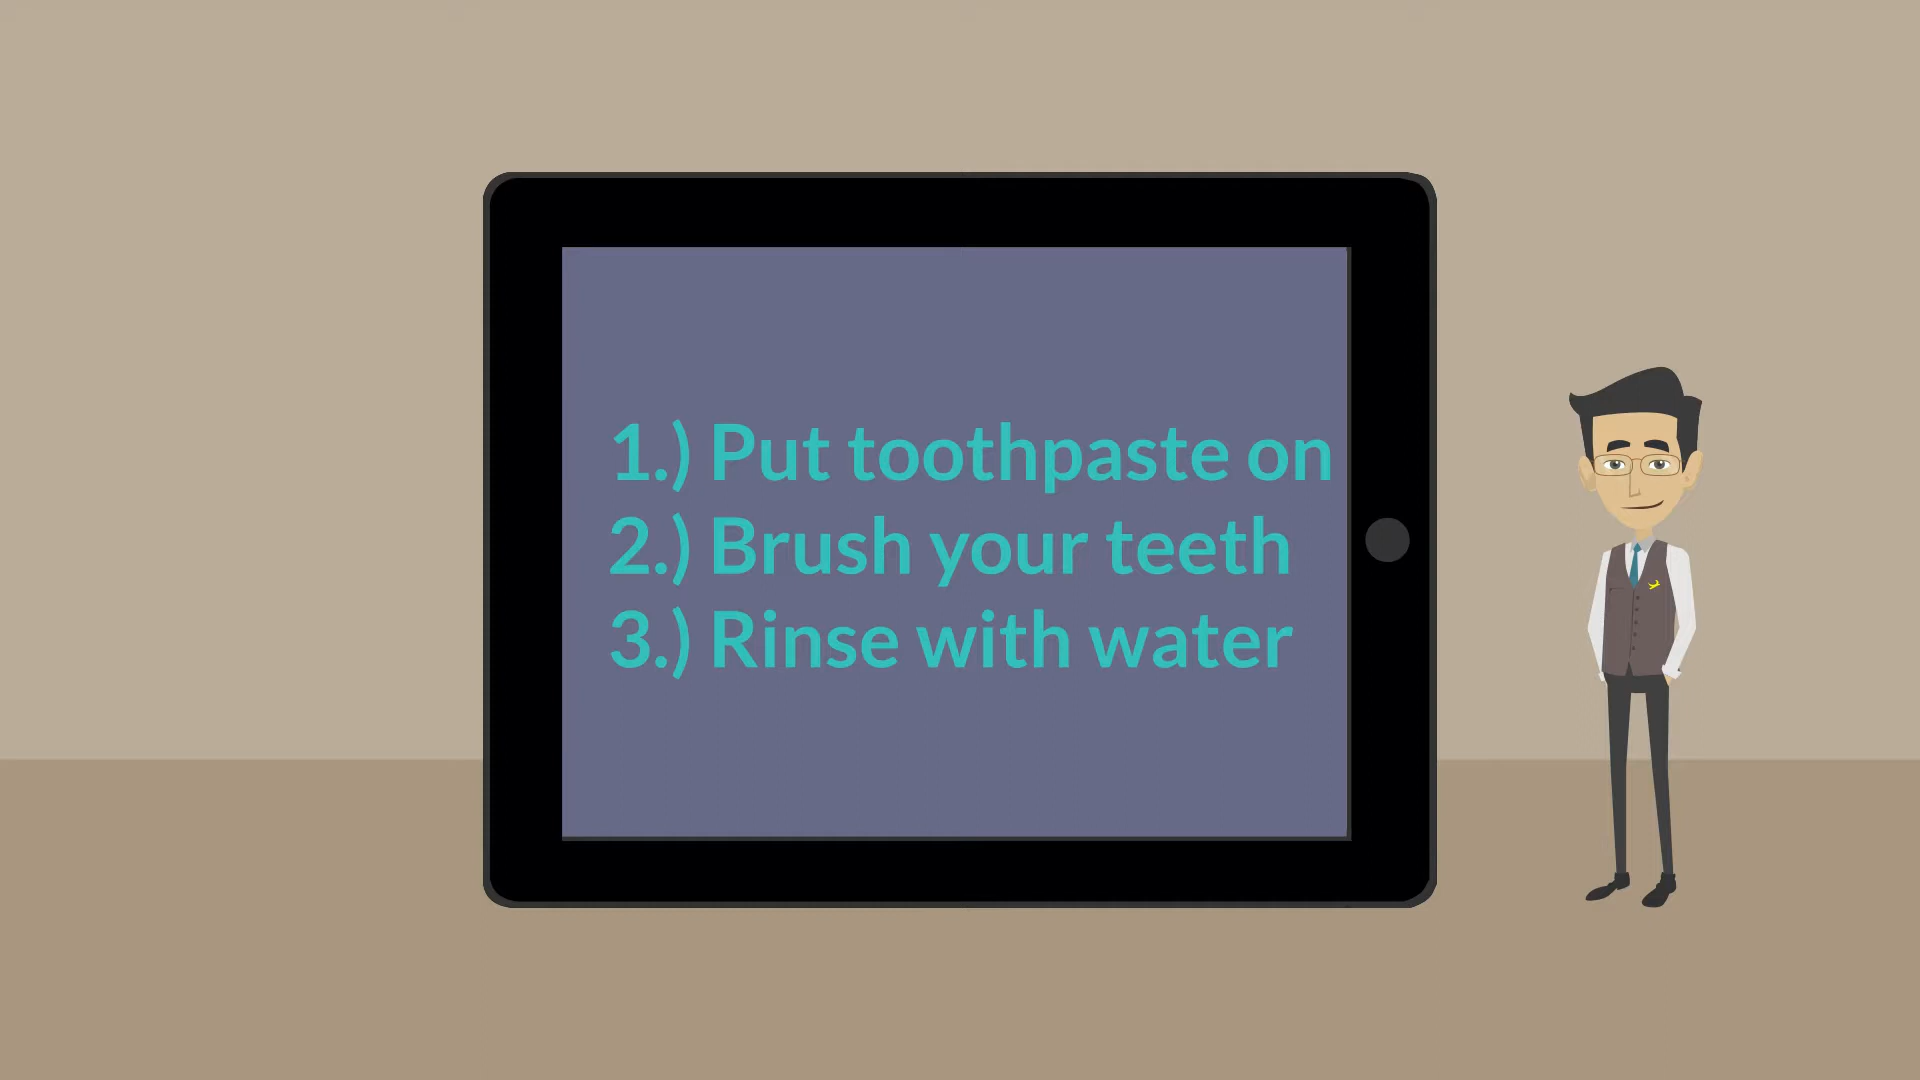 1.) Put toothpaste on
2.) Brush your teeth
3.) Rinse with water